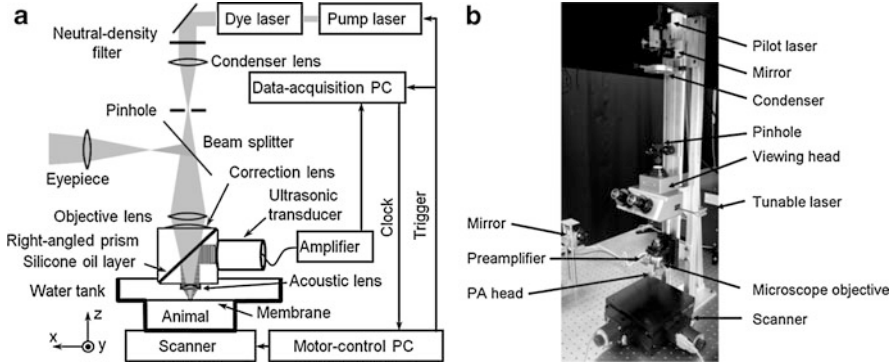 a
Dye laser
Pump laser
Neutral-density
filter
Condenser lens
Data-acquisition PC
Pinhole
Beam splitter
Eyepiece
Correction lens
Ultrasonic
transducer
Objective lens
Right-angled prism
Silicone oil layer
Amplifier
Clock
Trigger
Acoustic lens
Water tank
Membrane
Animal
z
x
y
Scanner
Motor-control PC
b
Pilot laser
Mirror
Condenser
Pinhole
Viewing head
Tunable laser
Mirror
Preamplifier
PA head
Microscope objective
Scanner